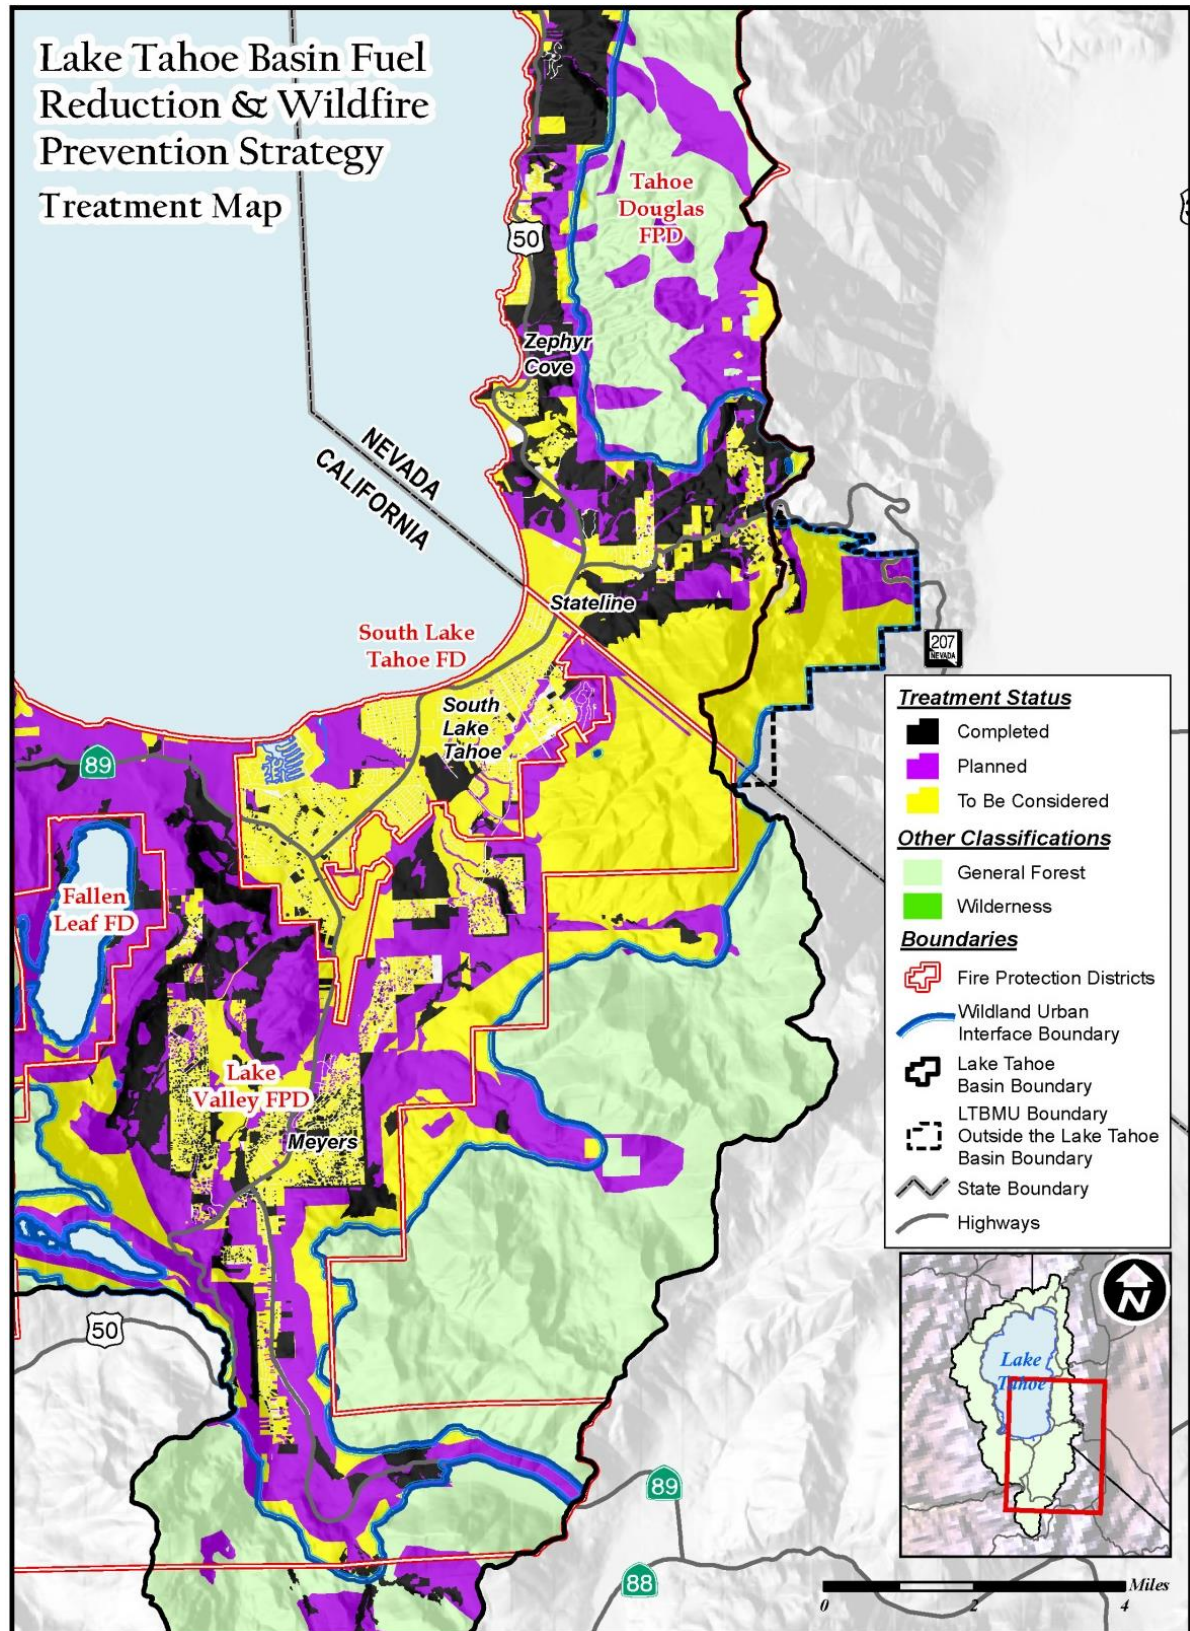 Lake Tahoe Basin Fuel
Reduction & Wildfire
Prevention Strategy
Treatment Map
Tahoe
Douglas
FPD
50
Zephyr
Cove
NEVADA
CALIFORNIA
Stateline
South Lake
Tahoe FD
207
NEVADA
South
Lake
Tahoe
89
Fallen
Leaf FD
Lake
Valley FPD
Meyers
50
89
88
Treatment Status
Completed
Planned
To Be Considered
Other Classifications
General Forest
Wilderness
Boundaries
Fire Protection Districts
Wildland Urban
Interface Boundary
Lake Tahoe
Basin Boundary
LTBMU Boundary
Outside the Lake Tahoe
Basin Boundary
State Boundary
Highways
N
Lake
Tahoe
Miles
0 2 4